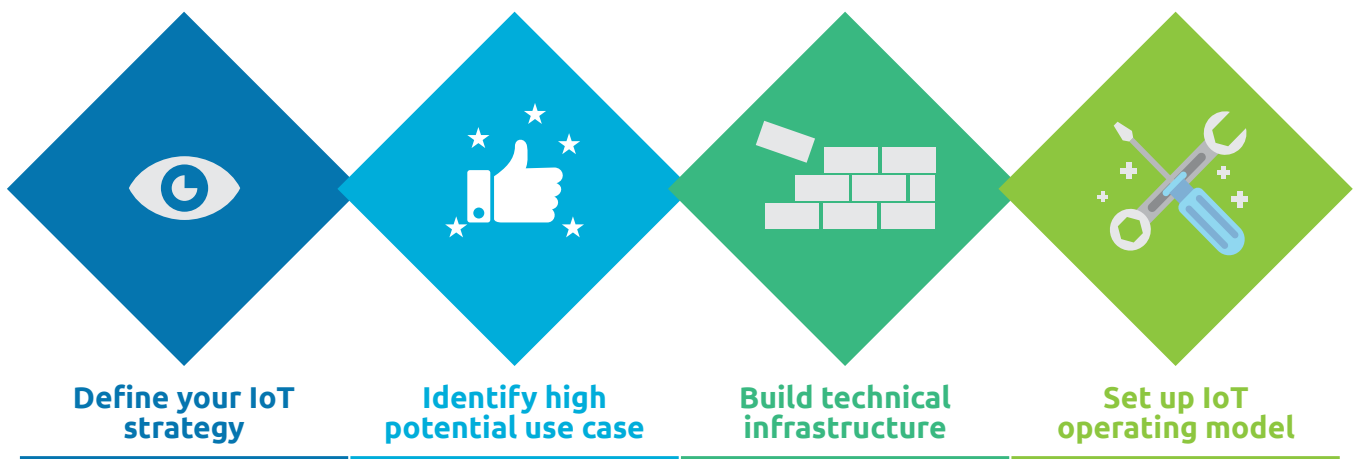 Define your IoT
strategy
Identify high
potential use case
Build technical
infrastructure
Set up IoT
operating model